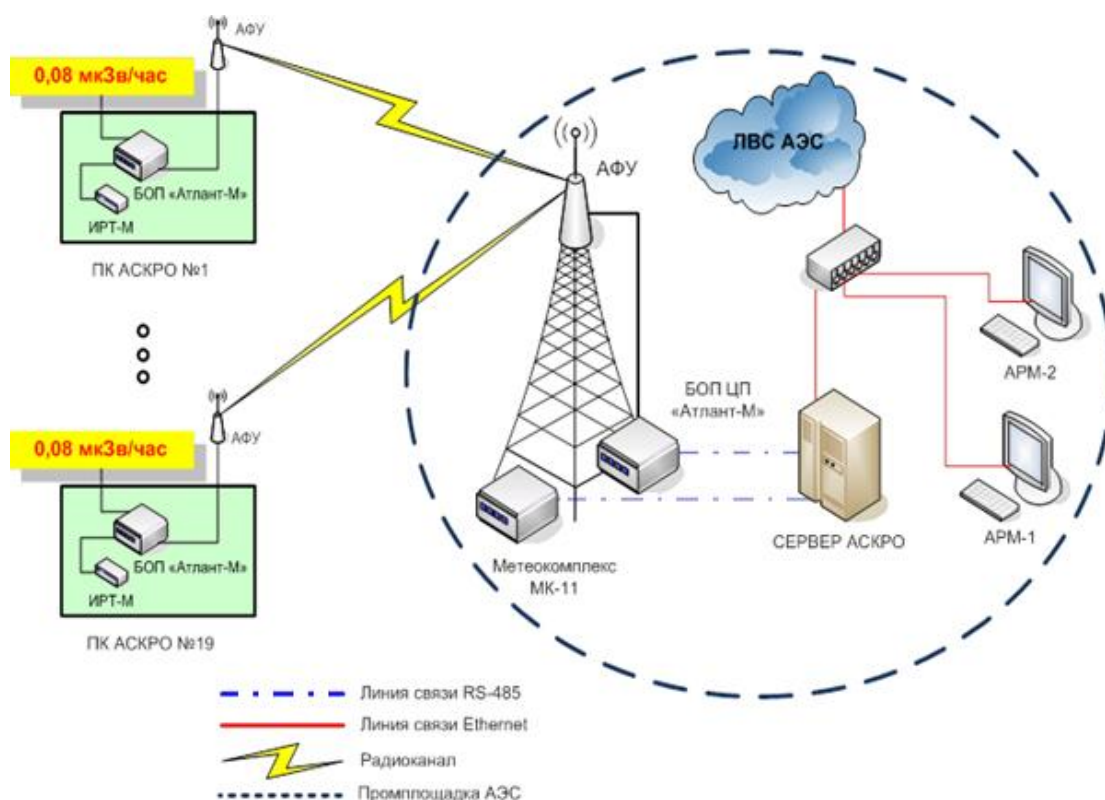 АФУ
0,08 мкЗв/час
БОП «Атлант-М»
ИРТ-М
ПК АСКРО №1
АФУ
ЛВС АЭС
АРМ-2
БОП ЦП
«Атлант-М»
АФУ
0,08 мкЗв/час
БОП «Атлант-М»
ИРТ-М
ПК АСКРО №19
Метеокомплекс
МК-11
СЕРВЕР АСКРО
АРМ-1
Линия связи RS-485
Линия связи Ethernet
Радиоканал
Промплощадка АЭС